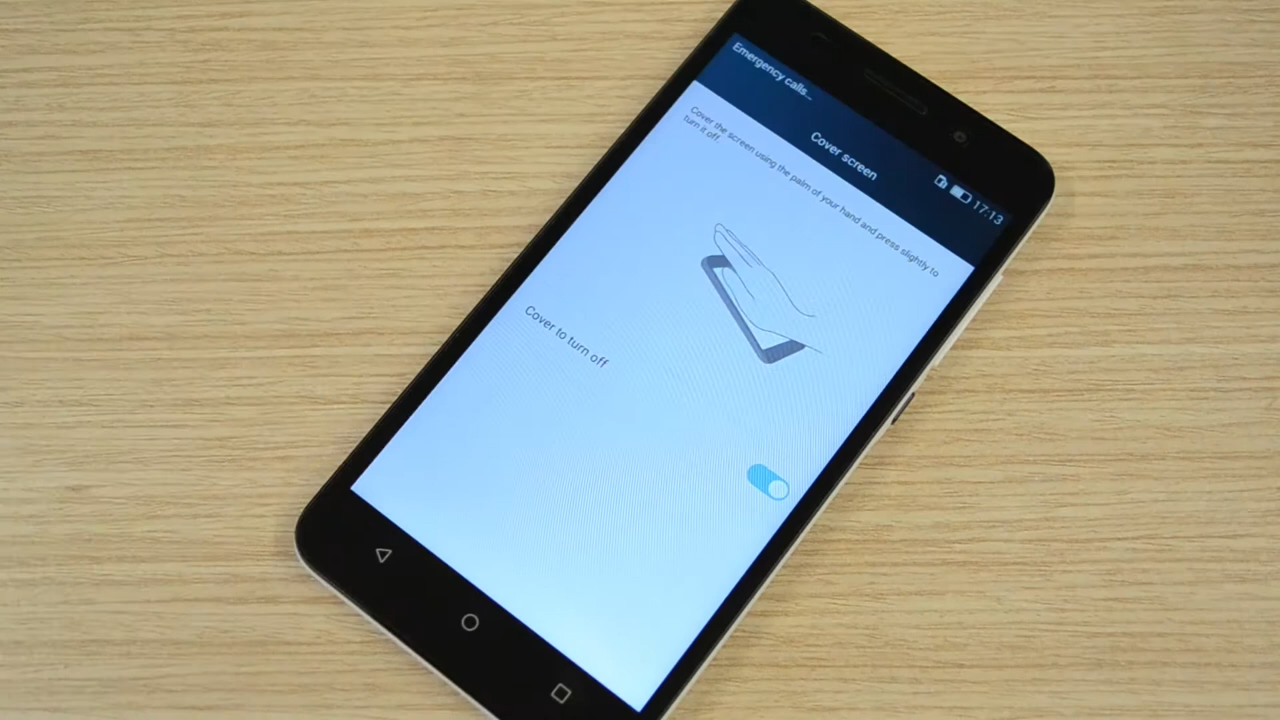 Emergency calls...
17:13
Cover screen
Cover the screen using the palm of your hand and press slightly to
turn it off.
Cover to turn off